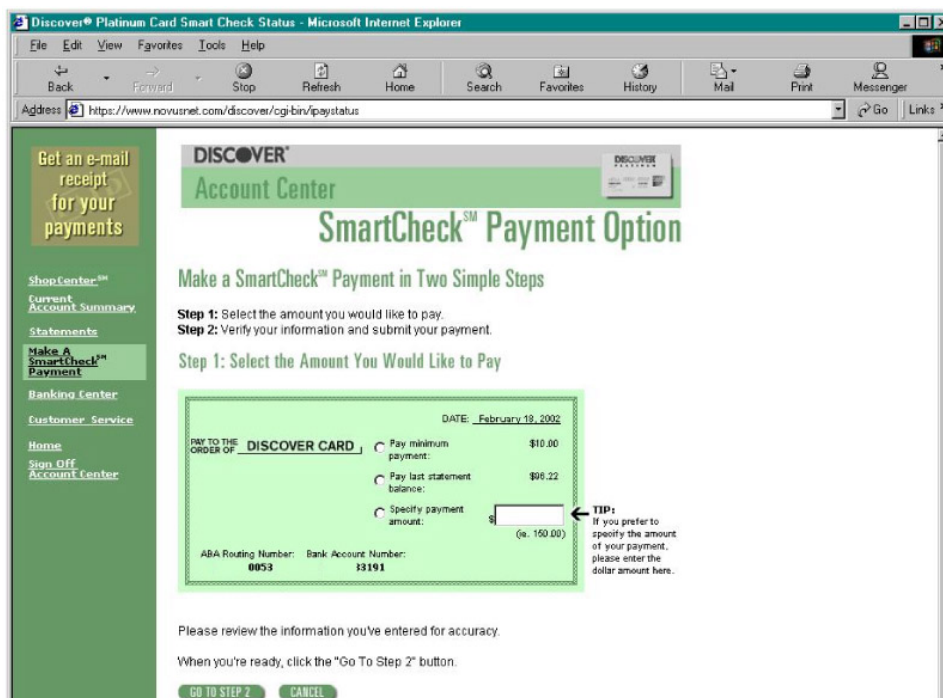 Discover® Platinum Card Smart Check Status - Microsoft Internet Explorer
File Edit View Favorites Tools Help
Back Forward Stop Refresh Home Search Favorites History Mail Print Messenger
Address https://www.novusnet.com/discover/cgi-bin/ipaystatus Go Links
Get an e-mail
receipt
for your
payments
ShopCenter℠
Current
Account Summary
Statements
Make A
SmartCheck℠
Payment
Banking Center
Customer Service
Home
Sign Off
Account Center
DISCOVER®
DISCOVER
PLATINUM
Account Center
SmartCheck℠ Payment Option
Make a SmartCheck℠ Payment in Two Simple Steps
Step 1: Select the amount you would like to pay.
Step 2: Verify your information and submit your payment.
Step 1: Select the Amount You Would Like to Pay
DATE: February 18, 2002
PAY TO THE
ORDER OF DISCOVER CARD
Pay minimum
payment: $10.00
Pay last statement
balance: $96.22
Specify payment
amount: $
(ie. 150.00)
ABA Routing Number: Bank Account Number:
0053 33191
TIP:
If you prefer to
specify the amount
of your payment,
please enter the
dollar amount here.
Please review the information you've entered for accuracy.
When you're ready, click the "Go To Step 2" button.
GO TO STEP 2 CANCEL